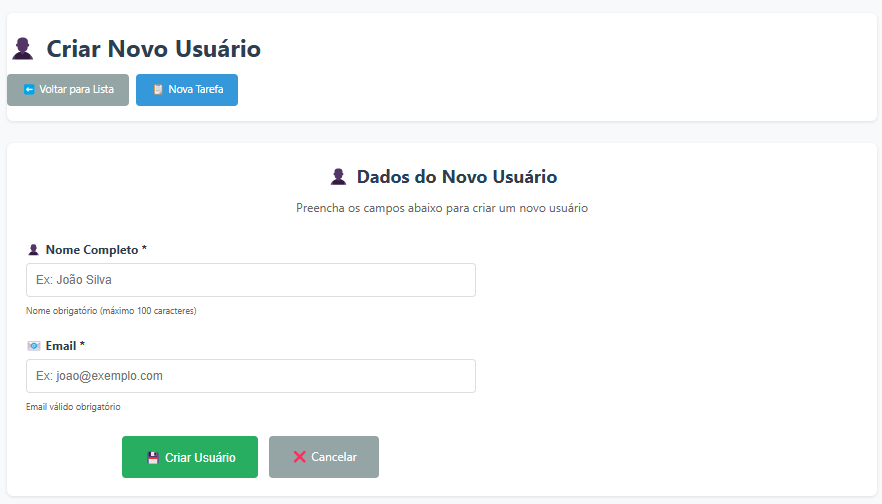 Criar Novo Usuário
Voltar para Lista
Nova Tarefa
Dados do Novo Usuário
Preencha os campos abaixo para criar um novo usuário
Nome Completo *
Ex: João Silva
Nome obrigatório (máximo 100 caracteres)
Email *
Ex: joao@exemplo.com
Email válido obrigatório
Criar Usuário
Cancelar